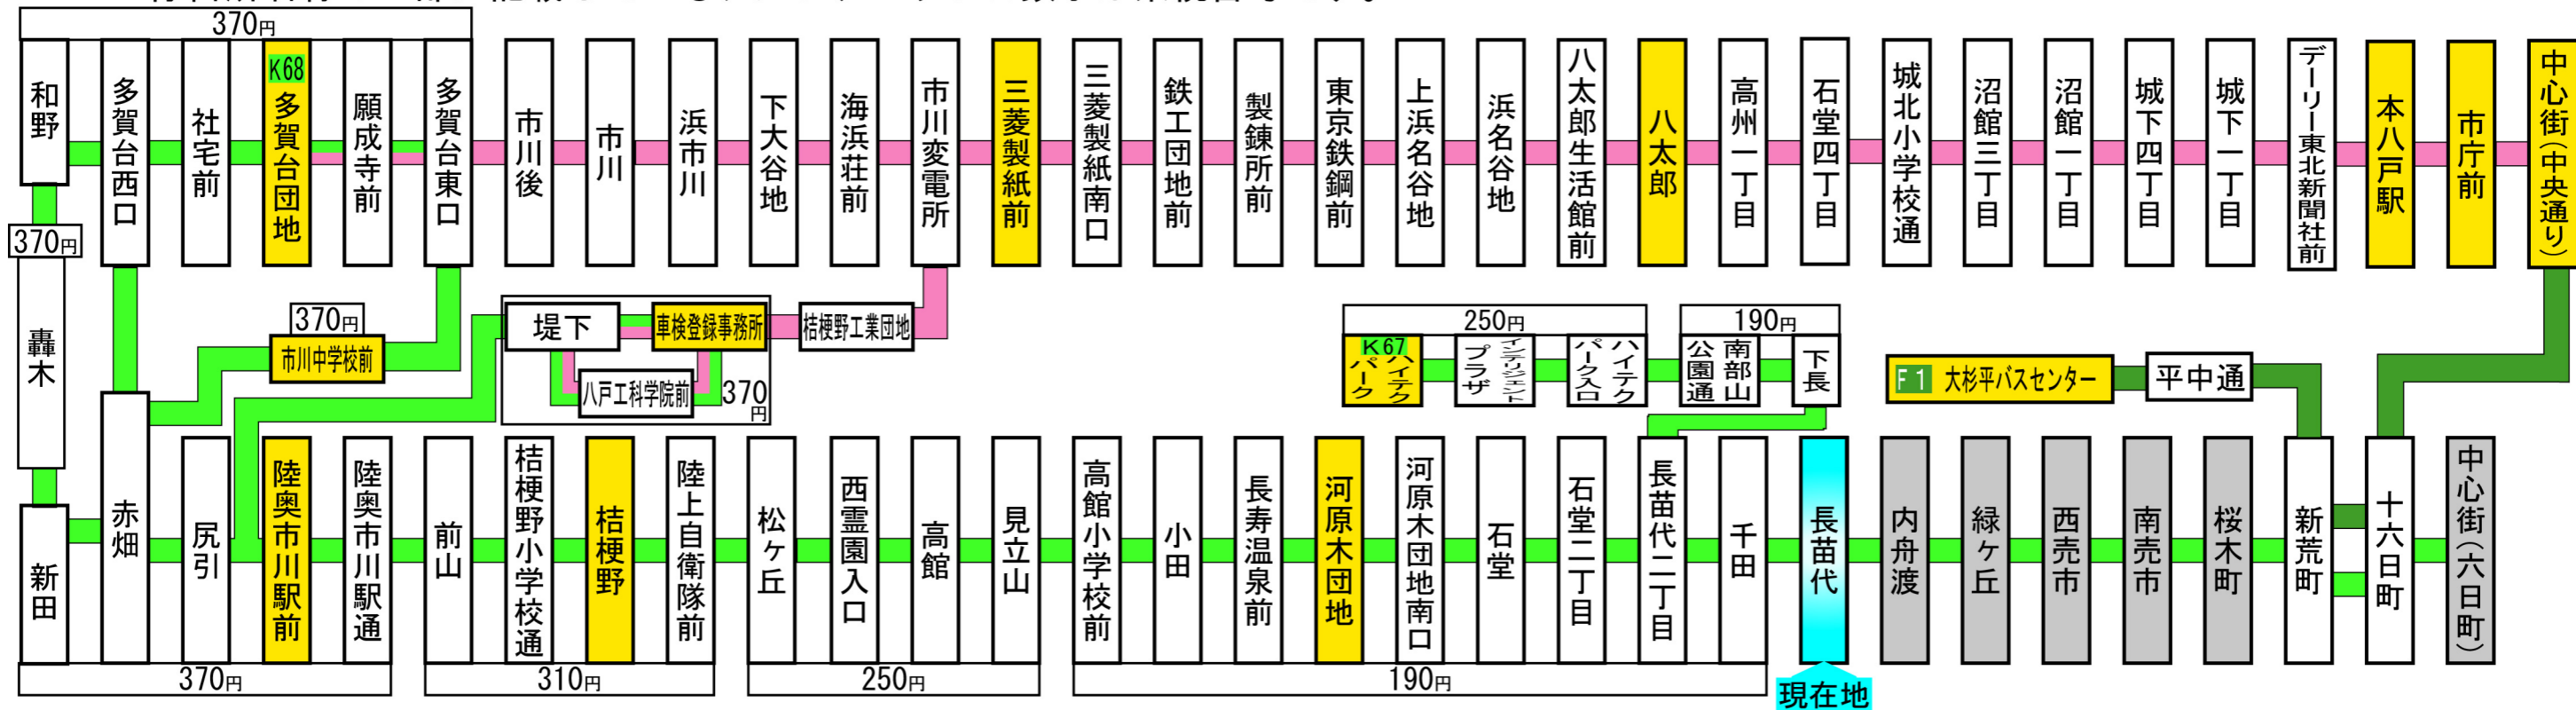 370円
和野
多賀台西口
社宅前
K68
多賀台団地
願成寺前
多賀台東口
市川後
市川
浜市川
下大谷地
海浜荘前
市川変電所
三菱製紙前
三菱製紙南口
鉄工団地前
製錬所前
東京鉄鋼前
上浜名谷地
浜名谷地
八太郎生活館前
八太郎
高州一丁目
石堂四丁目
城北小学校通
沼館三丁目
沼館一丁目
城下四丁目
城下一丁目
デーリー東北新聞社前
本八戸駅
市庁前
中心街(中央通り)
370円
轟木
370円
市川中学校前
堤下
車検登録事務所
桔梗野工業団地
八戸工科学院前
370円
250円
190円
K67
ハイテクパーク
インテリジェントプラザ
ハイテクパーク入口
南部山公園通
下長
F1 大杉平バスセンター
平中通
新田
赤畑
尻引
陸奥市川駅前
陸奥市川駅通
前山
桔梗野小学校通
桔梗野
陸上自衛隊前
松ヶ丘
西霊園入口
高館
見立山
高館小学校前
小田
長寿温泉前
河原木団地
河原木団地南口
石堂
石堂二丁目
長苗代二丁目
千田
長苗代
内舟渡
緑ヶ丘
西売市
南売市
桜木町
新荒町
十六日町
中心街(六日町)
370円
310円
250円
190円
現在地